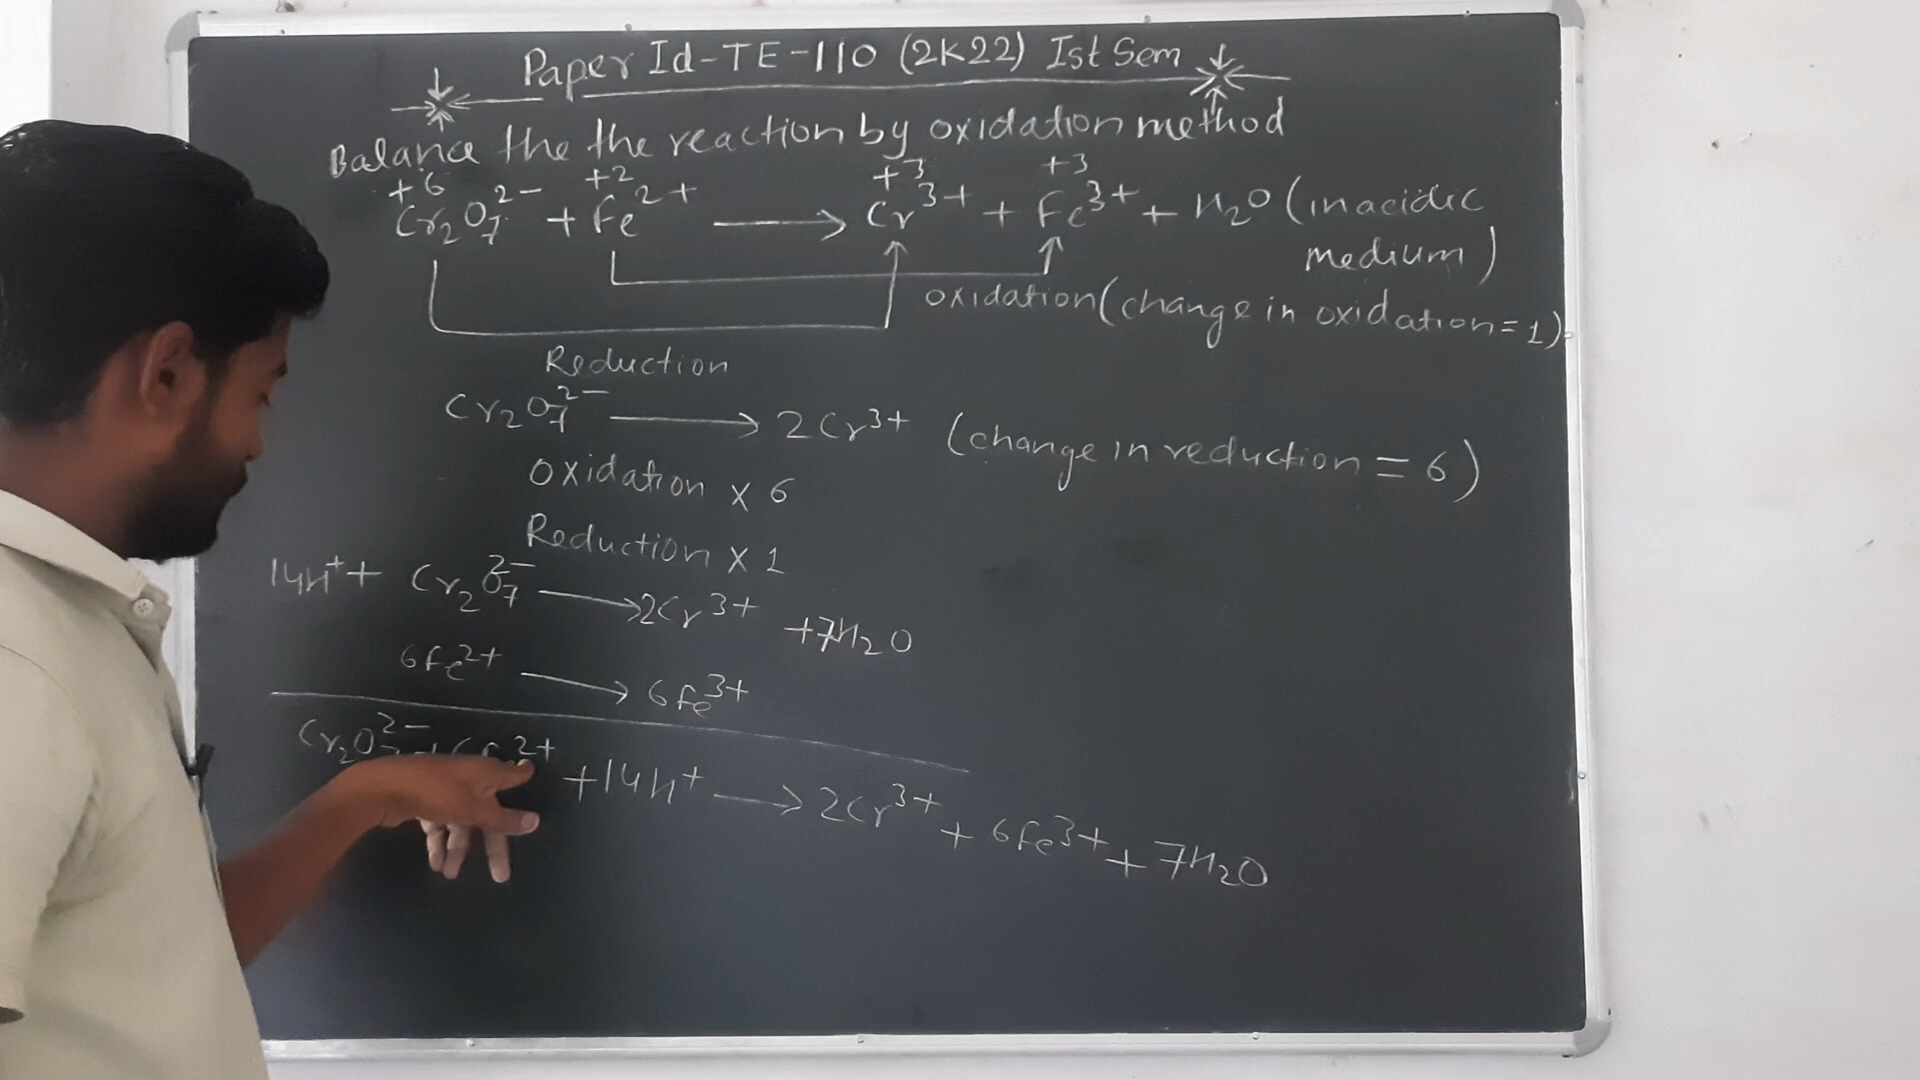 Paper Id-TE-110 (2K22) Ist Sem
Balance the the reaction by oxidation method
+6 +2 +3 +3
Cr₂O₇²⁻ + Fe²⁺ ⟶ Cr³⁺ + Fe³⁺ + H₂O (in acidic
medium)
oxidation (change in oxidation = 1)
Reduction
Cr₂O₇²⁻ ⟶ 2Cr³⁺ (change in reduction = 6)
oxidation x 6
Reduction x 1
14H⁺ + Cr₂O₇²⁻ ⟶ 2Cr³⁺ + 7H₂O
6Fe²⁺ ⟶ 6Fe³⁺
Cr₂O 2+ + 14H⁺ ⟶ 2Cr³⁺ + 6Fe³⁺ + 7H₂O